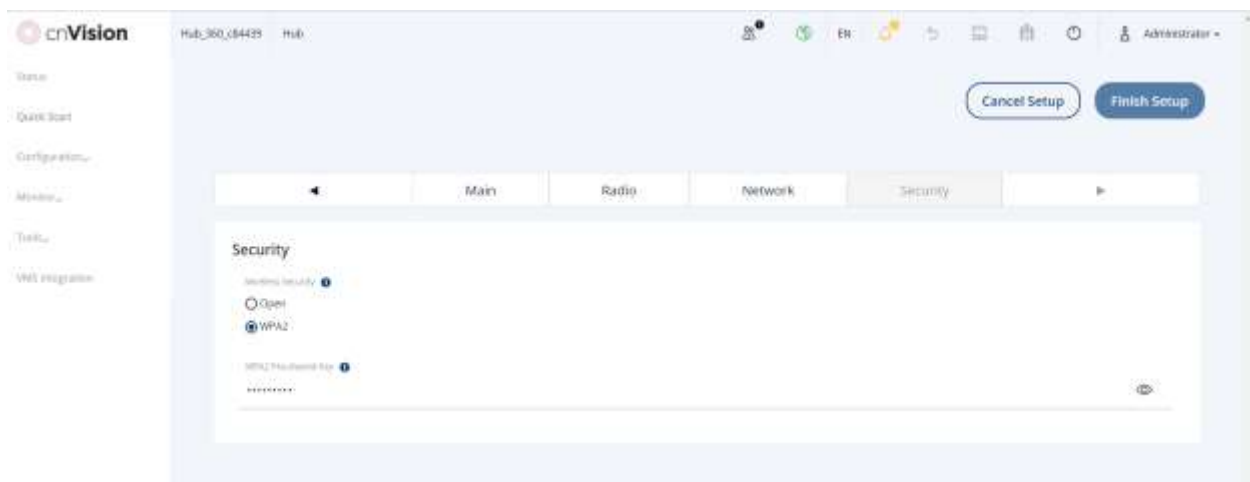 cnVision
Hub_360_c84439 Hub
EN
Administrator
Status
Quick Start
Configuration
Monitor
Tools
VMS Integration
Cancel Setup
Finish Setup
Main
Radio
Network
Security
Security
Wireless Security
Open
WPA2
WPA2 Pre-shared Key
•••••••••